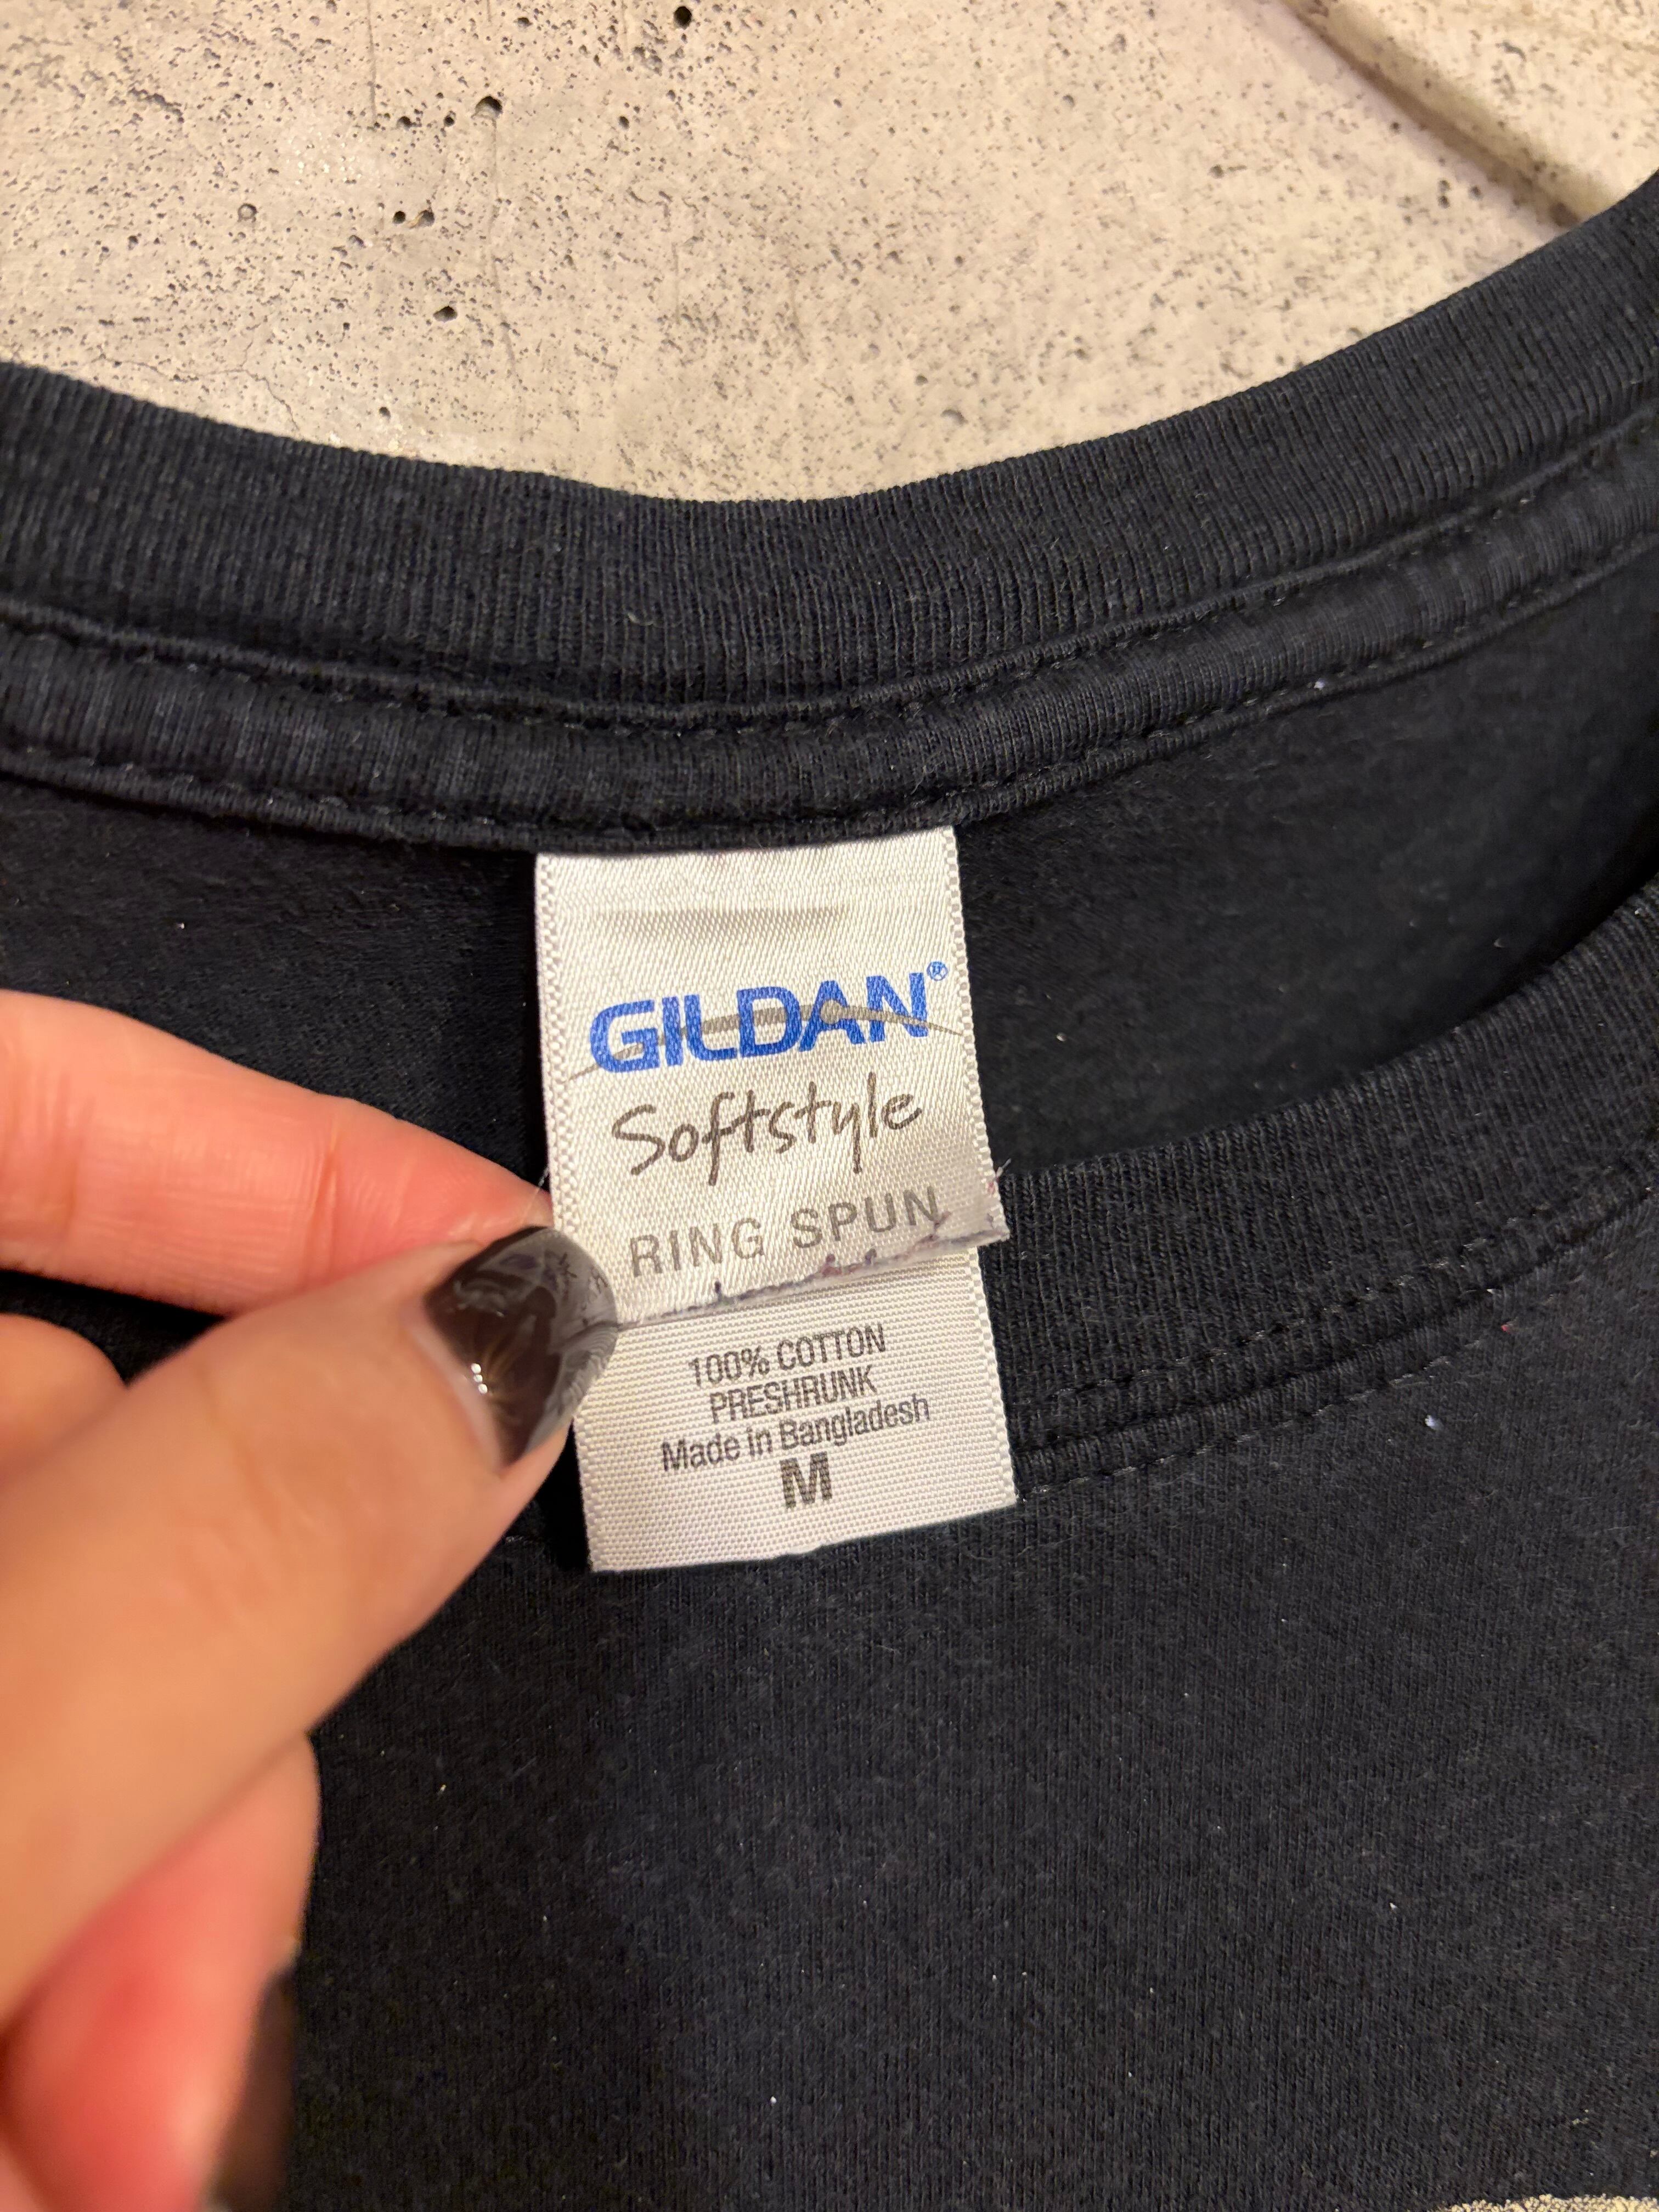 GILDAN®
Softstyle
RING SPUN
100% COTTON
PRESHRUNK
Made in Bangladesh
M